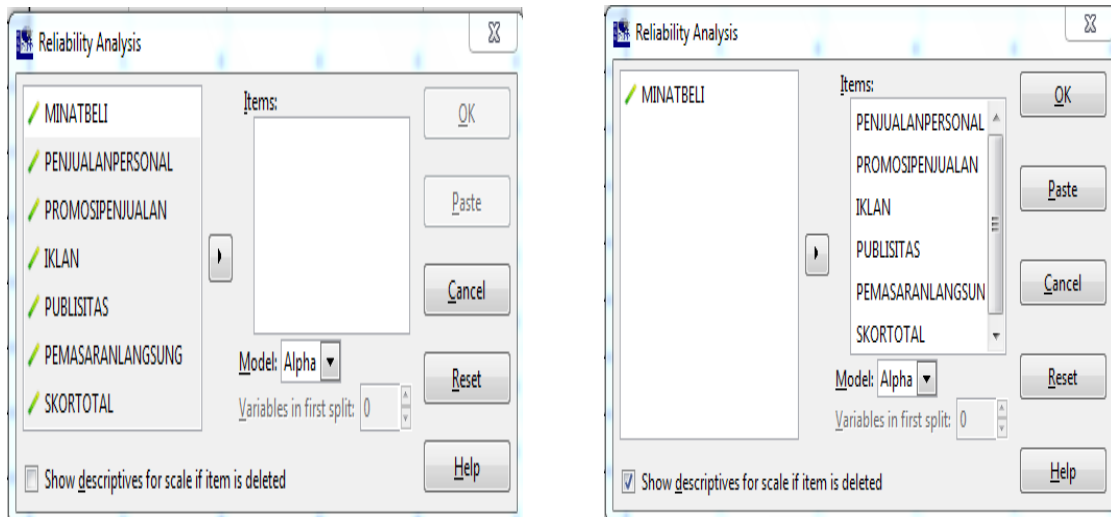 Reliability Analysis
MINATBELI
PENJUALANPERSONAL
PROMOSIPENJUALAN
IKLAN
PUBLISITAS
PEMASARANLANGSUNG
SKORTOTAL
Items:
Model: Alpha
Variables in first split: 0
Show descriptives for scale if item is deleted
OK
Paste
Cancel
Reset
Help
Reliability Analysis
MINATBELI
Items:
PENJUALANPERSONAL
PROMOSIPENJUALAN
IKLAN
PUBLISITAS
PEMASARANLANGSUN
SKORTOTAL
Model: Alpha
Variables in first split: 0
Show descriptives for scale if item is deleted
OK
Paste
Cancel
Reset
Help